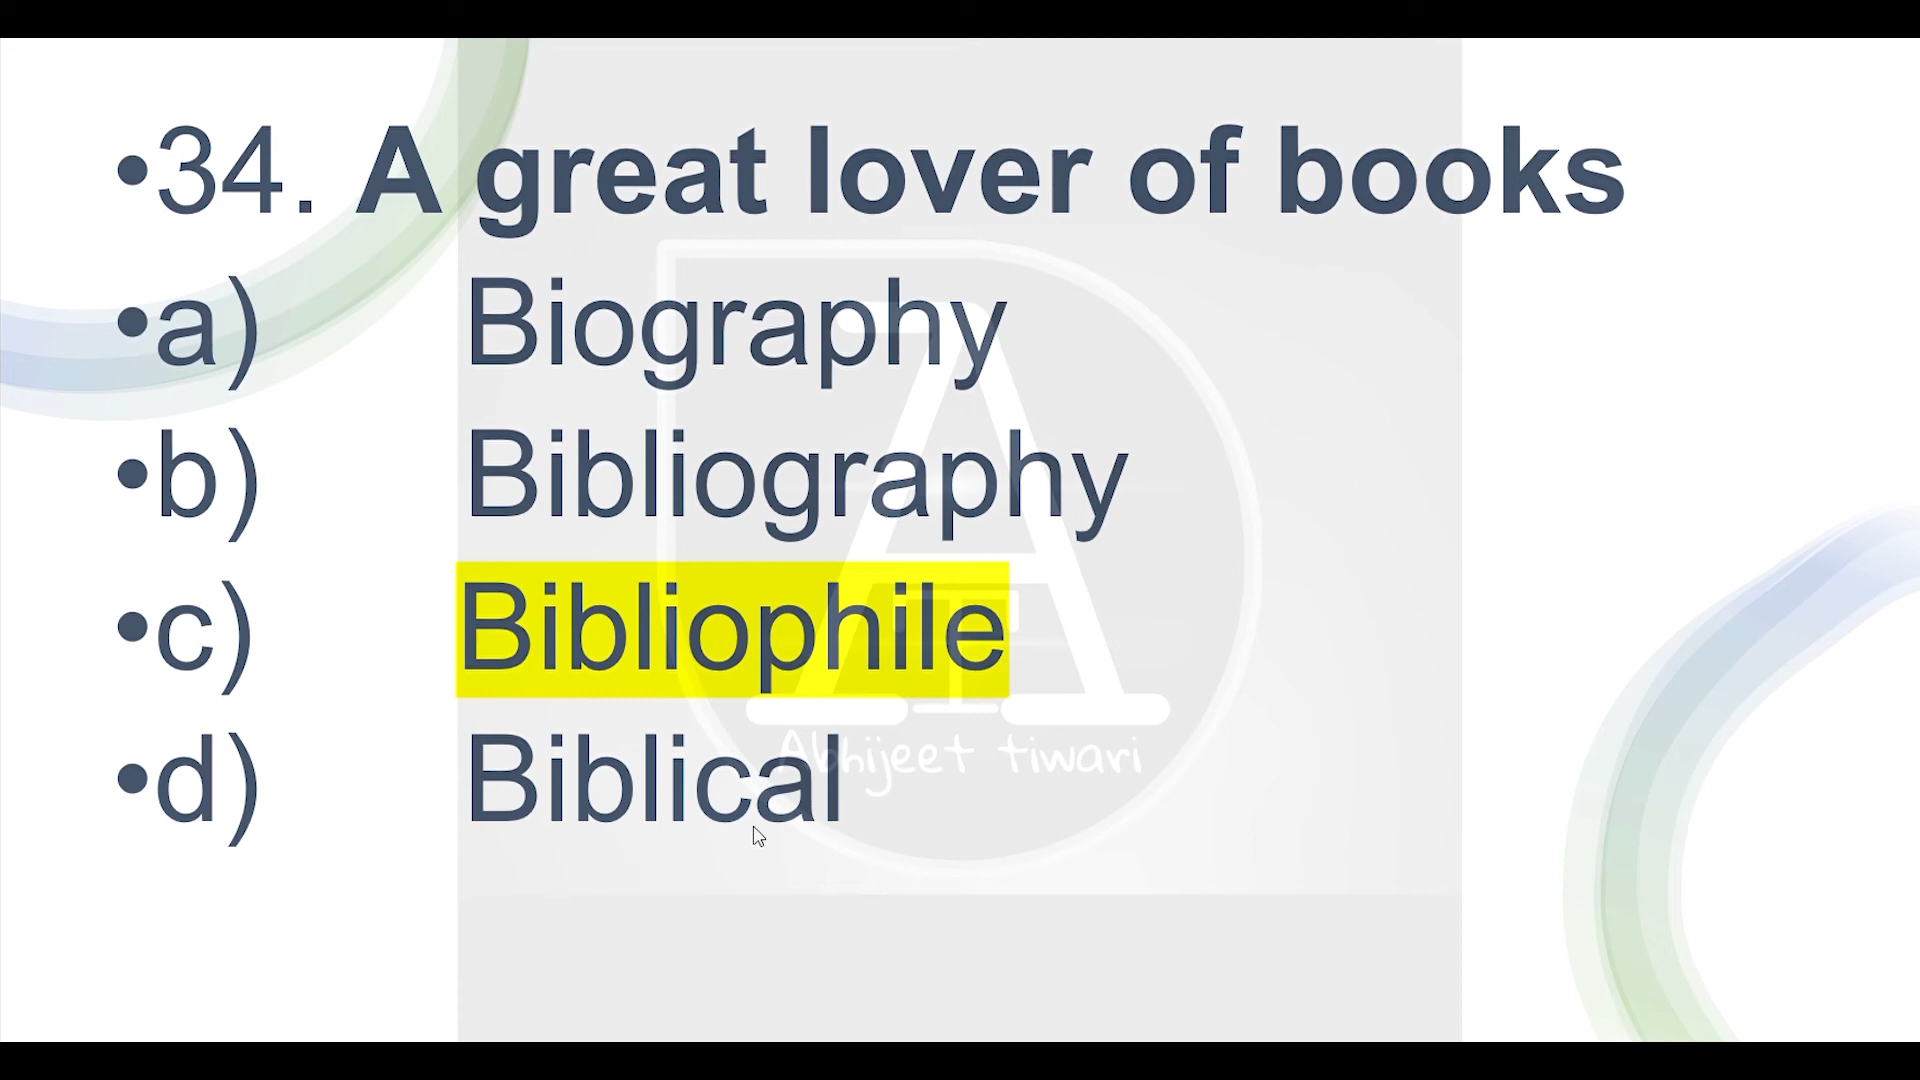 •34. A great lover of books
•a) Biography
•b) Bibliography
•c) Bibliophile
•d) Biblical
Abhijeet tiwari